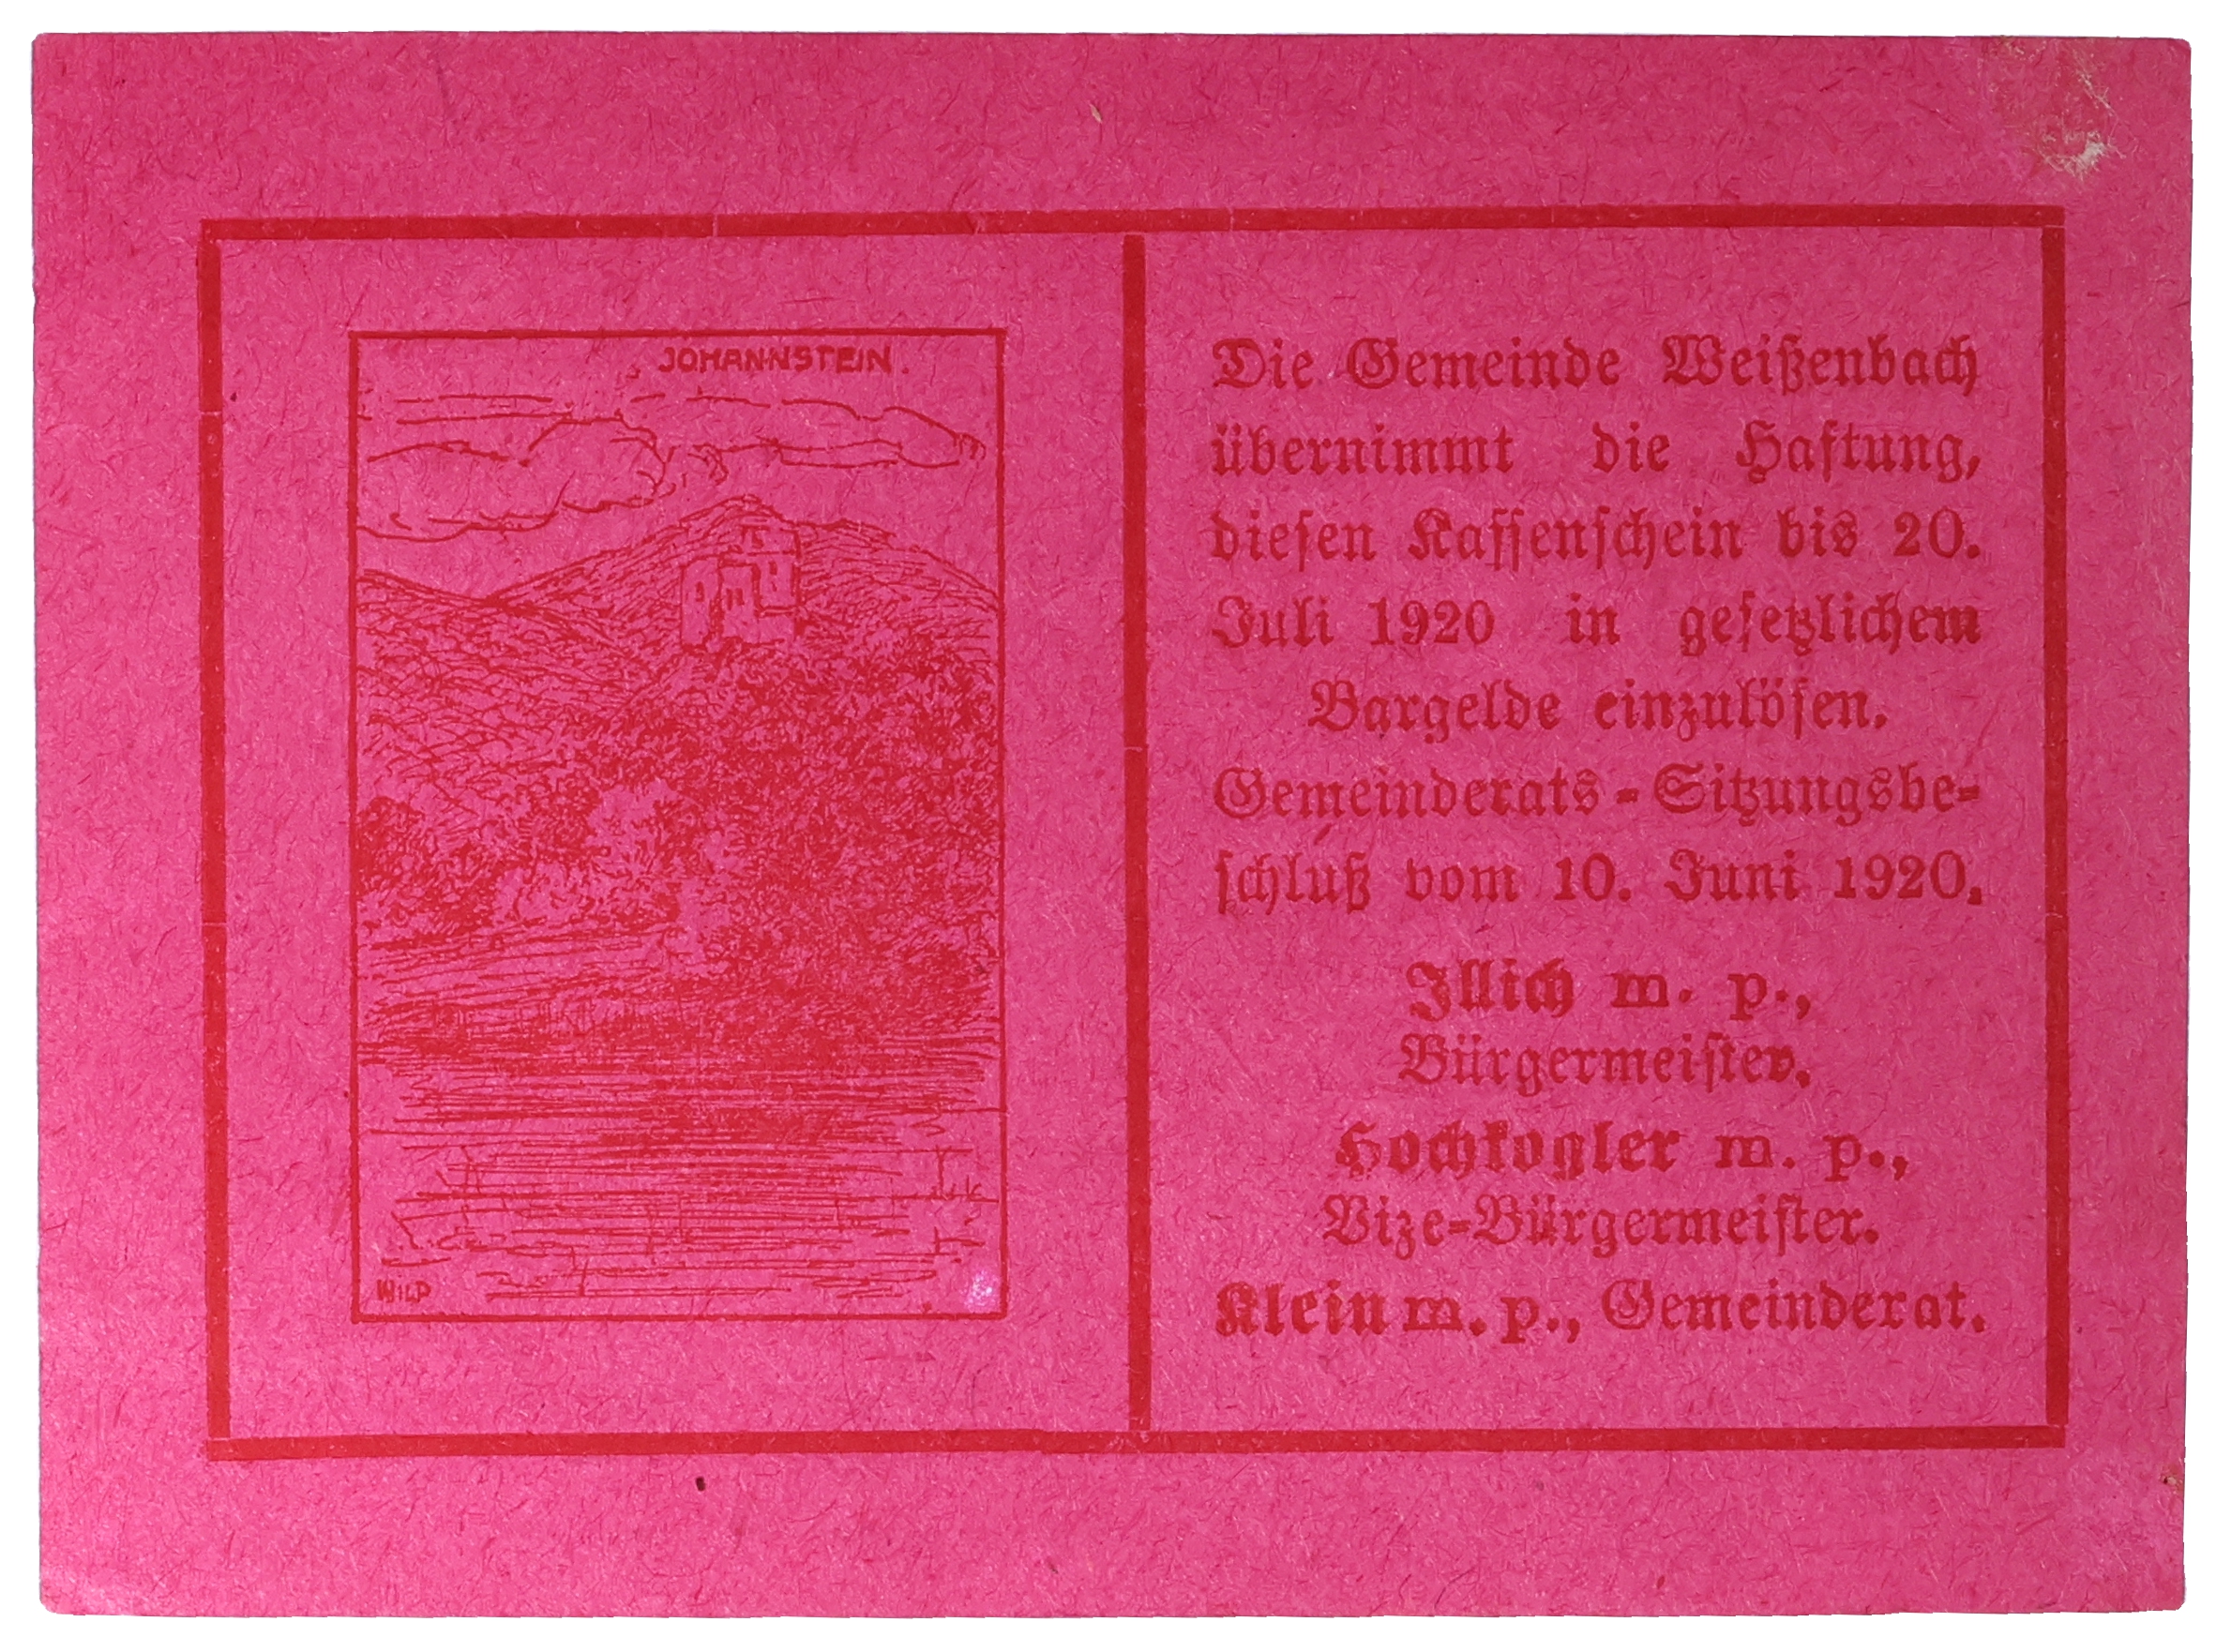 JOHANNSTEIN.
WILP
Die Gemeinde Weißenbach
übernimmt die Haftung,
diesen Kassenschein bis 20.
Juli 1920 in gesetzlichem
Bargelde einzulösen.
Gemeinderats-Sitzungsbe-
schluß vom 10. Juni 1920.
Illich m. p.,
Bürgermeister.
Hochkogler m. p.,
Vize-Bürgermeister.
Klein m. p., Gemeinderat.